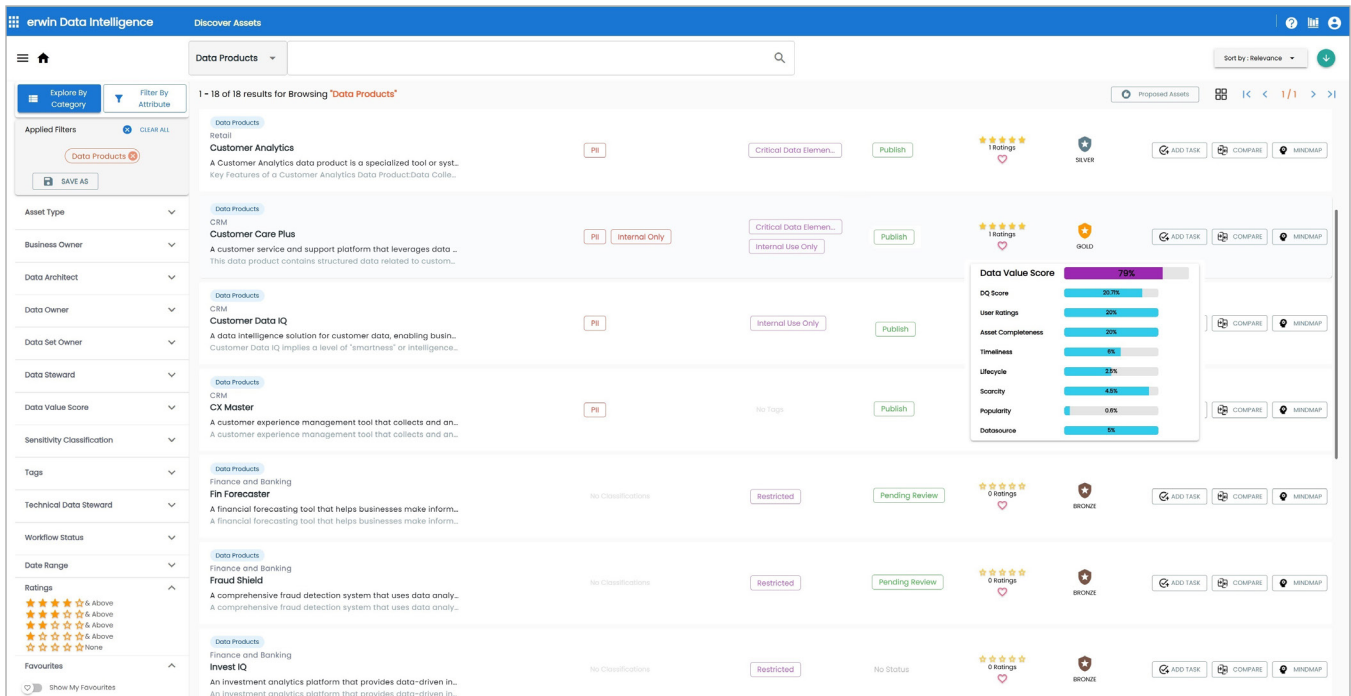 erwin Data Intelligence
Discover Assets
Data Products
Sort by : Relevance
Explore By Category
Filter By Attribute
1 - 18 of 18 results for Browsing "Data Products"
Proposed Assets
1 / 1
Applied Filters
CLEAR ALL
Data Products
SAVE AS
Asset Type
Business Owner
Data Architect
Data Owner
Data Set Owner
Data Steward
Data Value Score
Sensitivity Classification
Tags
Technical Data Steward
Workflow Status
Date Range
Ratings
& Above
& Above
& Above
& Above
None
Favourites
Show My Favourites
Data Products
Retail
Customer Analytics
A Customer Analytics data product is a specialized tool or syst...
Key Features of a Customer Analytics Data Product:Data Colle...
PII
Critical Data Elemen...
Publish
1 Ratings
SILVER
ADD TASK
COMPARE
MINDMAP
Data Products
CRM
Customer Care Plus
A customer service and support platform that leverages data ...
This data product contains structured data related to custom...
PII
Internal Only
Critical Data Elemen...
Internal Use Only
Publish
1 Ratings
GOLD
ADD TASK
COMPARE
MINDMAP
Data Value Score 79%
DQ Score 20.71%
User Ratings 20%
Asset Completeness 20%
Timeliness 6%
Lifecycle 2.5%
Scarcity 4.5%
Popularity 0.6%
Datasource 5%
Data Products
CRM
Customer Data IQ
A data intelligence solution for customer data, enabling busin...
Customer Data IQ implies a level of "smartness" or intelligence...
PII
Internal Use Only
Publish
COMPARE
MINDMAP
Data Products
CRM
CX Master
A customer experience management tool that collects and an...
A customer experience management tool that collects and an...
PII
No Tags
Publish
COMPARE
MINDMAP
Data Products
Finance and Banking
Fin Forecaster
A financial forecasting tool that helps businesses make inform...
A financial forecasting tool that helps businesses make inform...
No Classifications
Restricted
Pending Review
0 Ratings
BRONZE
ADD TASK
COMPARE
MINDMAP
Data Products
Finance and Banking
Fraud Shield
A comprehensive fraud detection system that uses data analy...
A comprehensive fraud detection system that uses data analy...
No Classifications
Restricted
Pending Review
0 Ratings
BRONZE
ADD TASK
COMPARE
MINDMAP
Data Products
Finance and Banking
Invest IQ
An investment analytics platform that provides data-driven in...
An investment analytics platform that provides data-driven in...
No Classifications
Restricted
No Status
0 Ratings
BRONZE
ADD TASK
COMPARE
MINDMAP